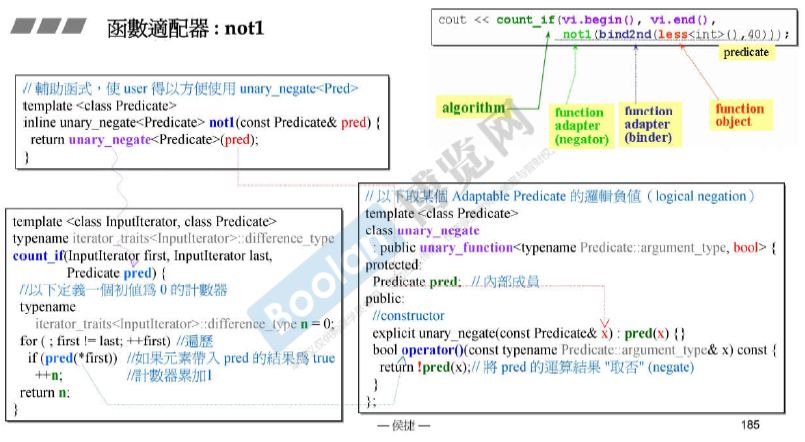 函數適配器 : not1
cout << count_if(vi.begin(), vi.end(),
not1(bind2nd(less<int>(),40)));
predicate
algorithm
function
adapter
(negator)
function
adapter
(binder)
function
object
// 輔助函式，使 user 得以方便使用 unary_negate<Pred>
template <class Predicate>
inline unary_negate<Predicate> not1(const Predicate& pred) {
return unary_negate<Predicate>(pred);
}
template <class InputIterator, class Predicate>
typename iterator_traits<InputIterator>::difference_type
count_if(InputIterator first, InputIterator last,
Predicate pred) {
//以下定義一個初值為 0 的計數器
typename
iterator_traits<InputIterator>::difference_type n = 0;
for ( ; first != last; ++first) //遍歷
if (pred(*first)) //如果元素帶入 pred 的結果為 true
++n; //計數器累加1
return n;
}
// 以下取某個 Adaptable Predicate 的邏輯負值（logical negation）
template <class Predicate>
class unary_negate
: public unary_function<typename Predicate::argument_type, bool> {
protected:
Predicate pred; // 內部成員
public:
//constructor
explicit unary_negate(const Predicate& x) : pred(x) {}
bool operator()(const typename Predicate::argument_type& x) const {
return !pred(x); // 將 pred 的運算結果 "取否" (negate)
}
};
Boolan 博览网
— 侯捷 —
185